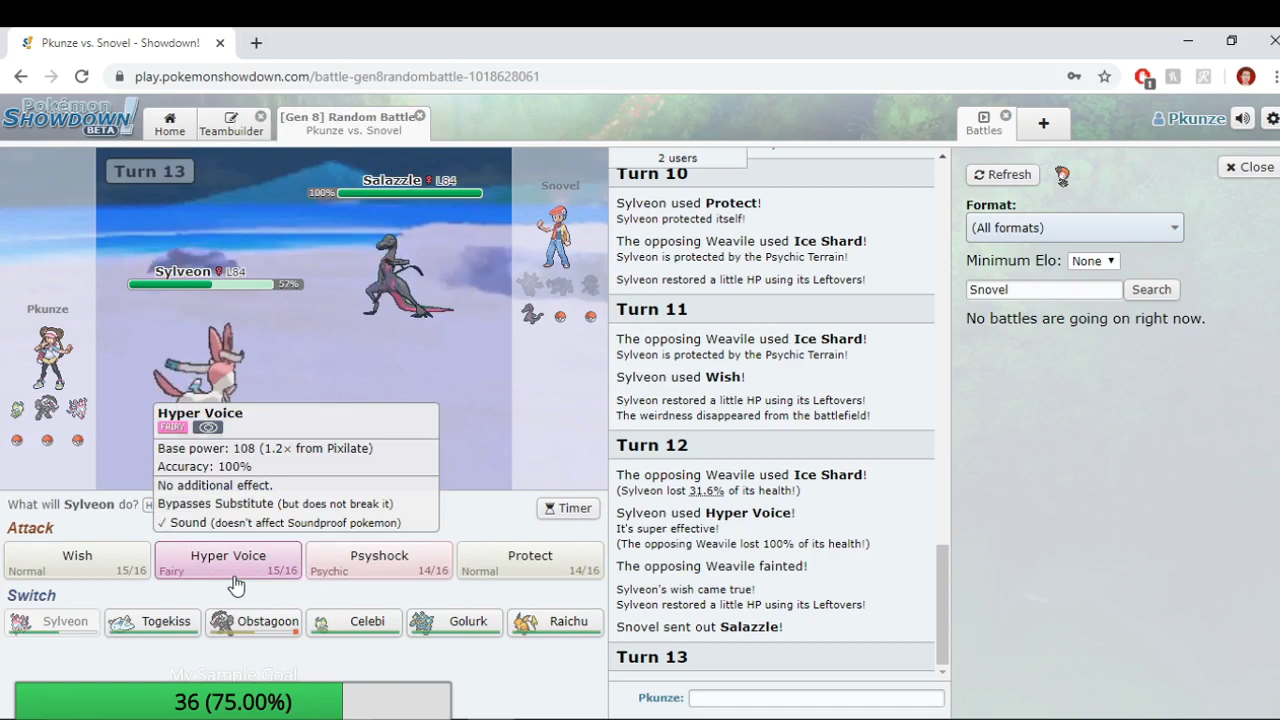 Pkunze vs. Snovel - Showdown!
play.pokemonshowdown.com/battle-gen8randombattle-1018628061
1
Pokémon
SHOWDOWN!
BETA
Home
Teambuilder
[Gen 8] Random Battle
Pkunze vs. Snovel
Battles
Pkunze
Turn 13
Salazzle L84
100%
Snovel
Sylveon L84
57%
Pkunze
Hyper Voice
FAIRY
Base power: 108 (1.2× from Pixilate)
Accuracy: 100%
No additional effect.
Bypasses Substitute (but does not break it)
✓ Sound (doesn't affect Soundproof pokemon)
What will Sylveon do?
Timer
Attack
Wish
Normal 15/16
Hyper Voice
Fairy 15/16
Psyshock
Psychic 14/16
Protect
Normal 14/16
Switch
Sylveon
Togekiss
Obstagoon
Celebi
Golurk
Raichu
My Sample Goal
36 (75.00%)
2 users
Turn 10
Sylveon used Protect!
Sylveon protected itself!
The opposing Weavile used Ice Shard!
Sylveon is protected by the Psychic Terrain!
Sylveon restored a little HP using its Leftovers!
Turn 11
The opposing Weavile used Ice Shard!
Sylveon is protected by the Psychic Terrain!
Sylveon used Wish!
Sylveon restored a little HP using its Leftovers!
The weirdness disappeared from the battlefield!
Turn 12
The opposing Weavile used Ice Shard!
(Sylveon lost 31.6% of its health!)
Sylveon used Hyper Voice!
It's super effective!
(The opposing Weavile lost 100% of its health!)
The opposing Weavile fainted!
Sylveon's wish came true!
Sylveon restored a little HP using its Leftovers!
Snovel sent out Salazzle!
Turn 13
Pkunze:
Refresh
Close
Format:
(All formats)
Minimum Elo: None
Snovel
Search
No battles are going on right now.